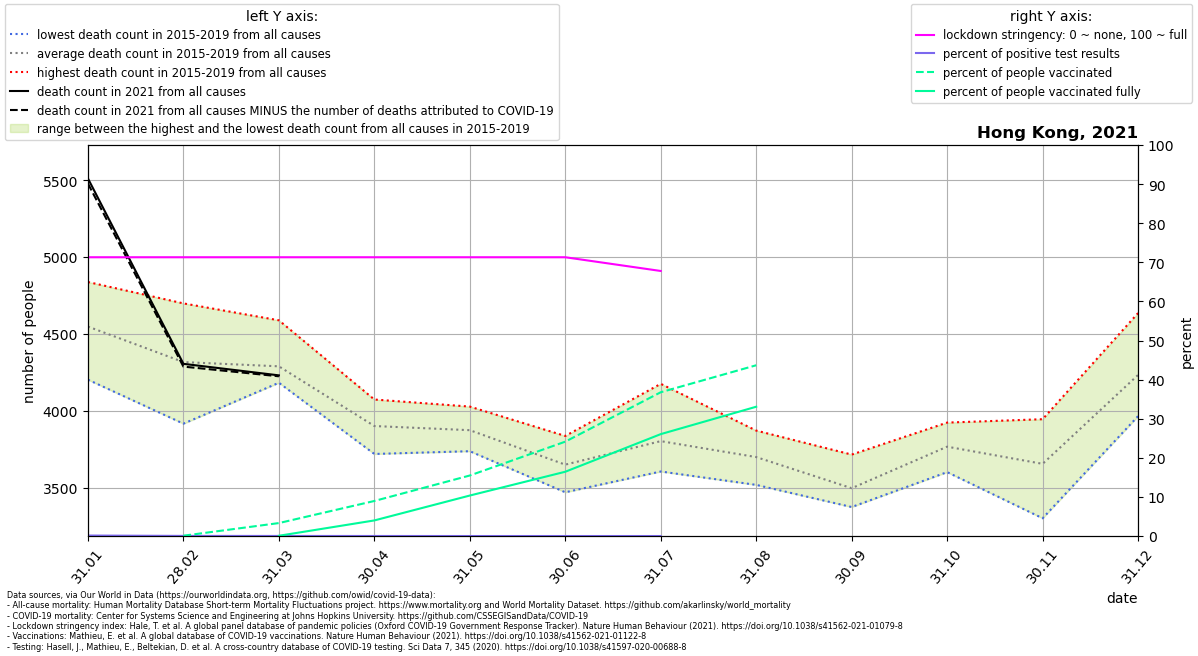 left Y axis:
lowest death count in 2015-2019 from all causes
average death count in 2015-2019 from all causes
highest death count in 2015-2019 from all causes
death count in 2021 from all causes
death count in 2021 from all causes MINUS the number of deaths attributed to COVID-19
range between the highest and the lowest death count from all causes in 2015-2019
right Y axis:
lockdown stringency: 0 ~ none, 100 ~ full
percent of positive test results
percent of people vaccinated
percent of people vaccinated fully
Hong Kong, 2021
number of people
5500
5000
4500
4000
3500
100
90
80
70
60
50
40
30
20
10
0
percent
31.01
28.02
31.03
30.04
31.05
30.06
31.07
31.08
30.09
31.10
30.11
31.12
date
Data sources, via Our World in Data (https://ourworldindata.org, https://github.com/owid/covid-19-data):
- All-cause mortality: Human Mortality Database Short-term Mortality Fluctuations project. https://www.mortality.org and World Mortality Dataset. https://github.com/akarlinsky/world_mortality
- COVID-19 mortality: Center for Systems Science and Engineering at Johns Hopkins University. https://github.com/CSSEGISandData/COVID-19
- Lockdown stringency index: Hale, T. et al. A global panel database of pandemic policies (Oxford COVID-19 Government Response Tracker). Nature Human Behaviour (2021). https://doi.org/10.1038/s41562-021-01079-8
- Vaccinations: Mathieu, E. et al. A global database of COVID-19 vaccinations. Nature Human Behaviour (2021). https://doi.org/10.1038/s41562-021-01122-8
- Testing: Hasell, J., Mathieu, E., Beltekian, D. et al. A cross-country database of COVID-19 testing. Sci Data 7, 345 (2020). https://doi.org/10.1038/s41597-020-00688-8